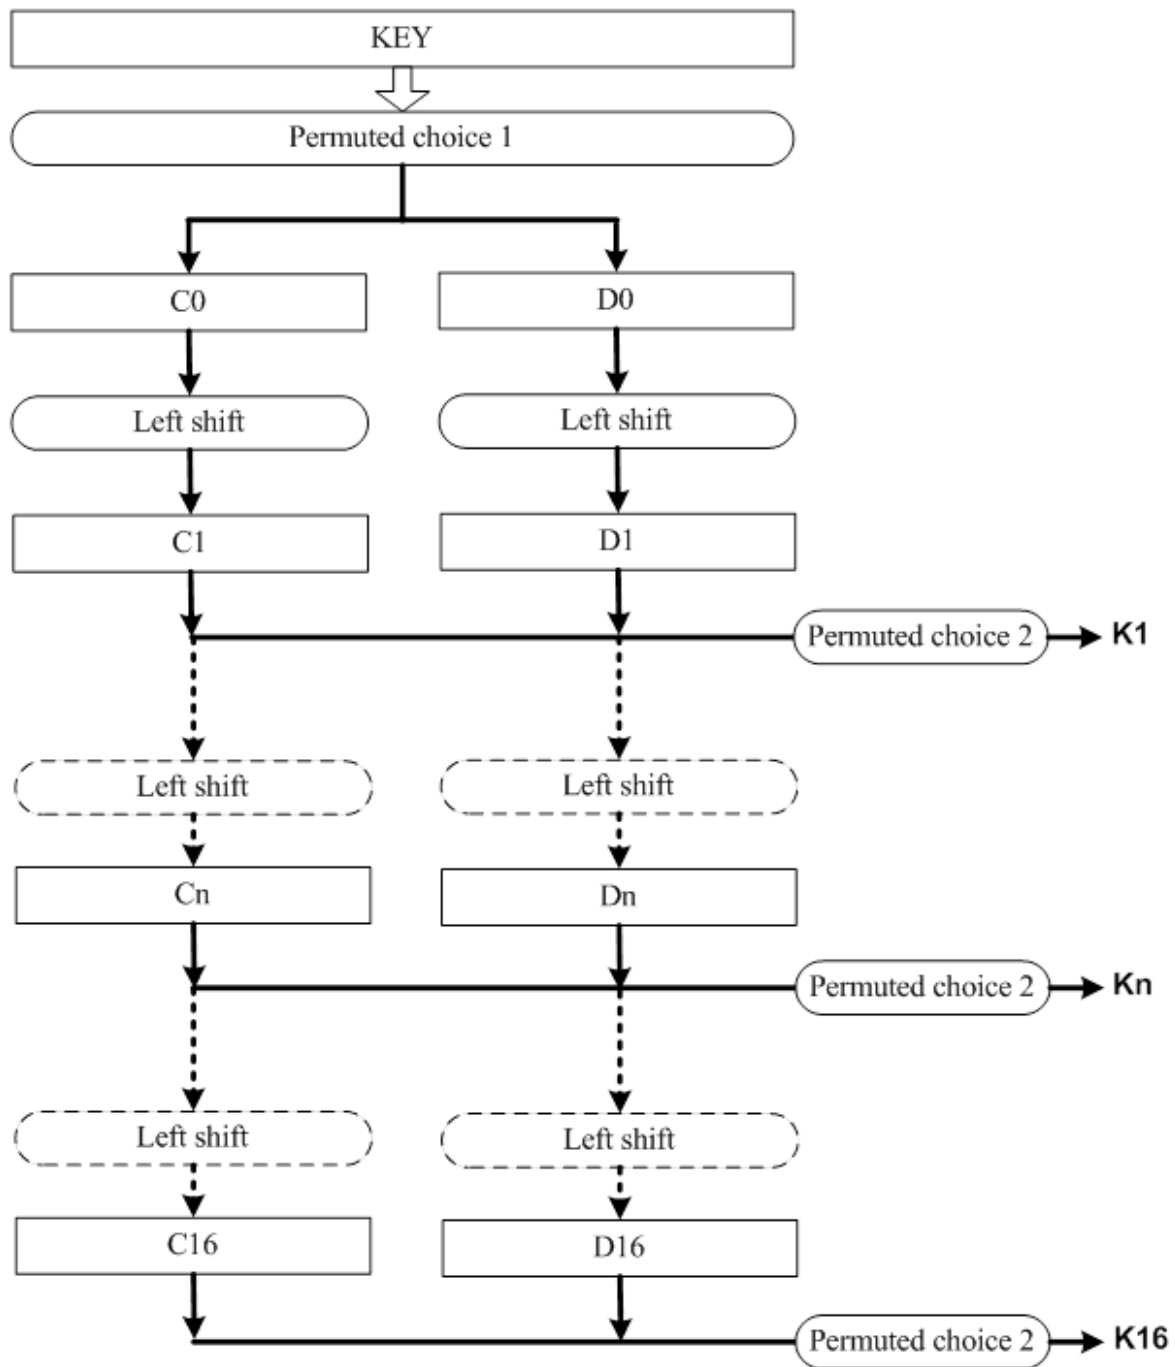 KEY
Permuted choice 1
C0
D0
Left shift
Left shift
C1
D1
Permuted choice 2
K1
Left shift
Left shift
Cn
Dn
Permuted choice 2
Kn
Left shift
Left shift
C16
D16
Permuted choice 2
K16